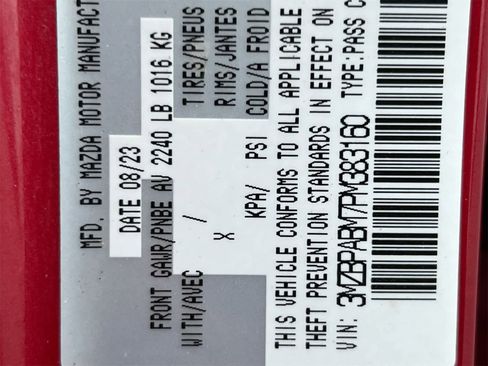 MFD. BY MAZDA MOTOR MANUFACT
DATE 08/23
FRONT GAWR/PNBE AV 2240 LB 1016 KG
WITH/AVEC / TIRES/PNEUS
X RIMS/JANTES
KPA/ PSI COLD/A FROID
THIS VEHICLE CONFORMS TO ALL APPLICABLE
THEFT PREVENTION STANDARDS IN EFFECT ON
VIN: 3MZBPABM7PM383160 TYPE:PASS C